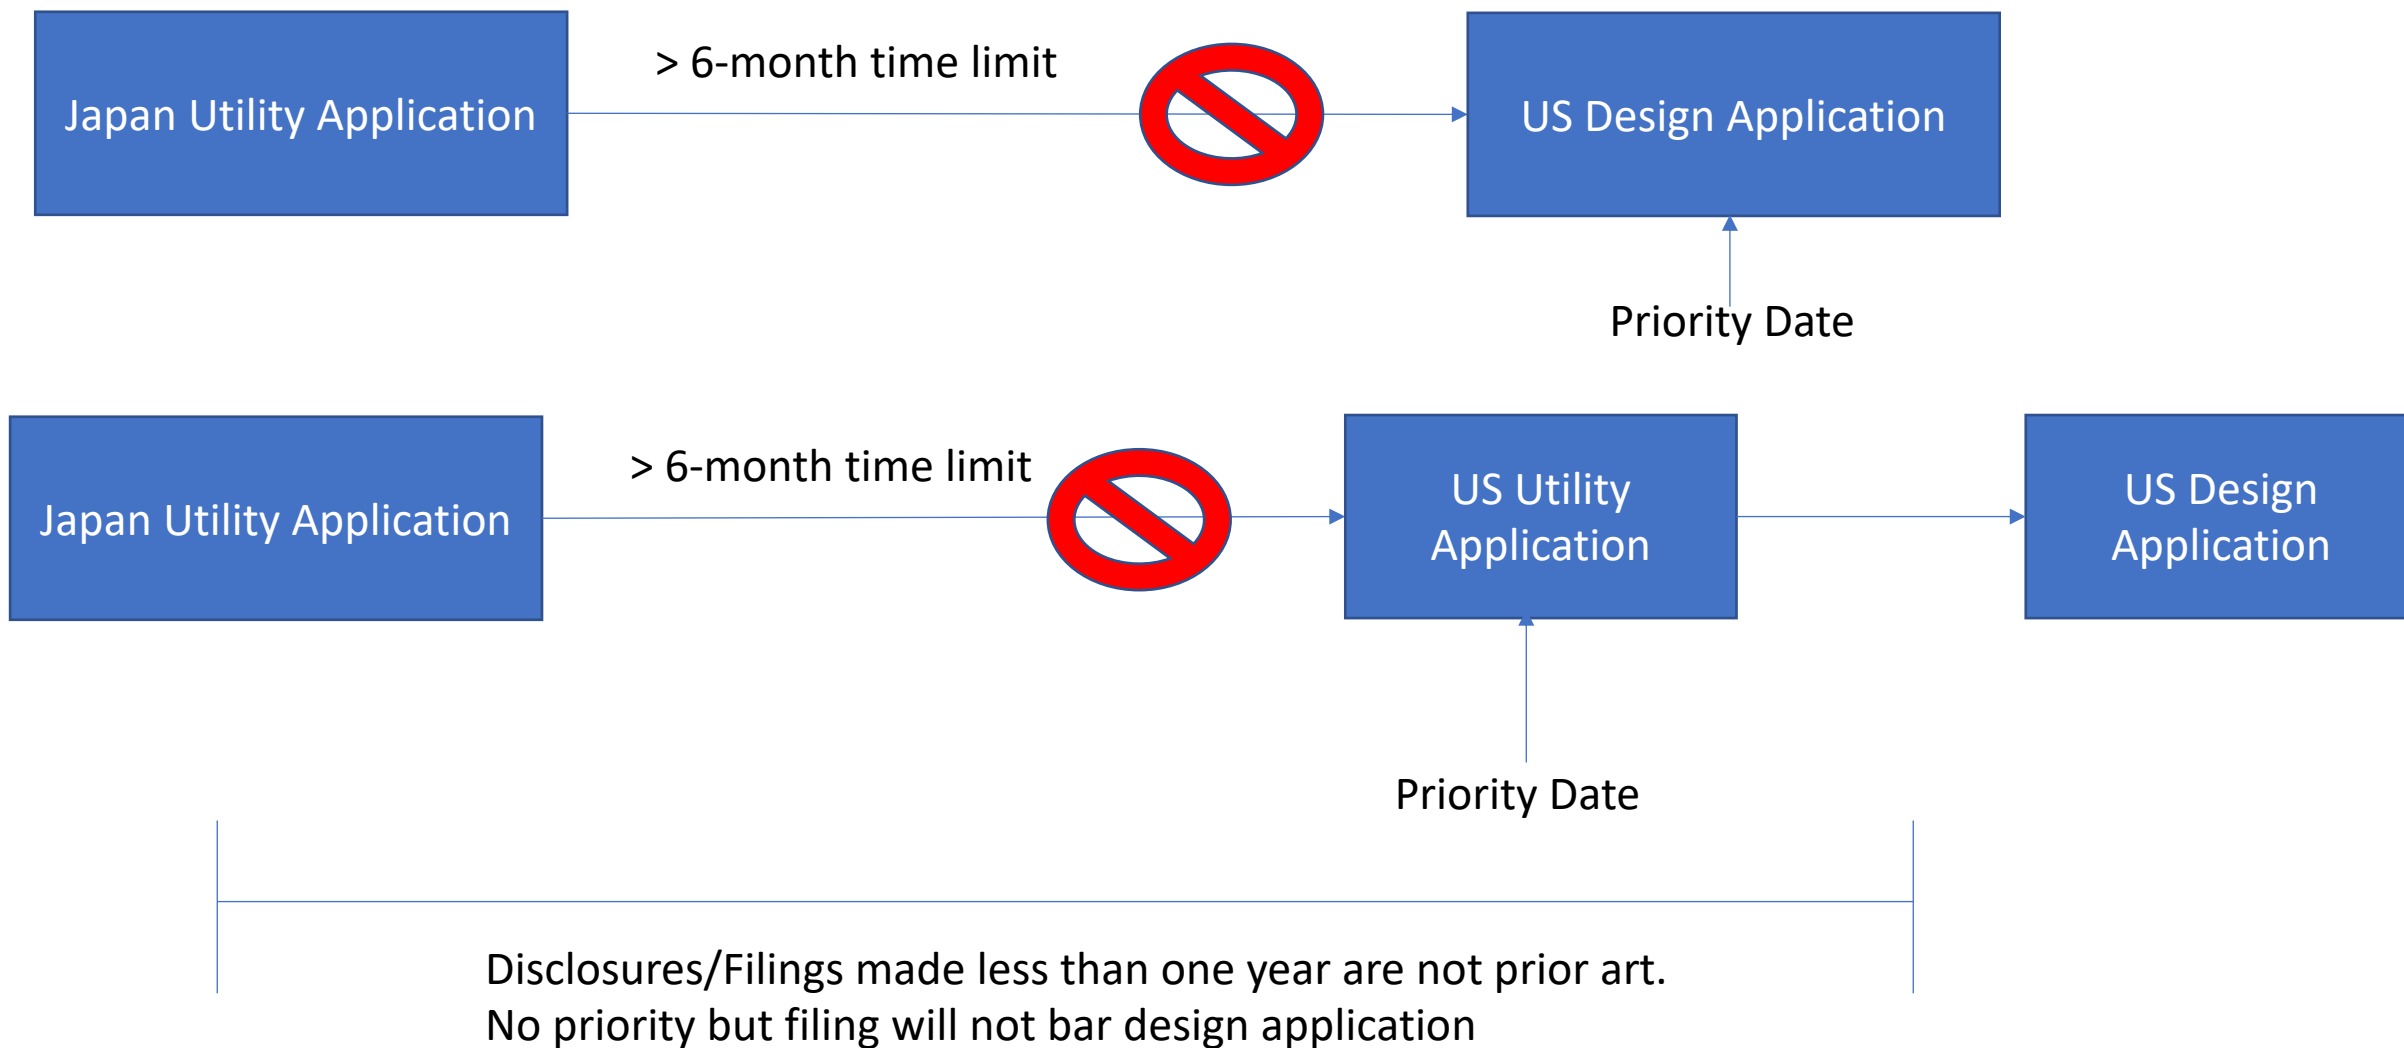 > 6-month time limit
Japan Utility Application
US Design Application
Priority Date
> 6-month time limit
Japan Utility Application
US Utility
Application
US Design
Application
Priority Date
Disclosures/Filings made less than one year are not prior art.
No priority but filing will not bar design application